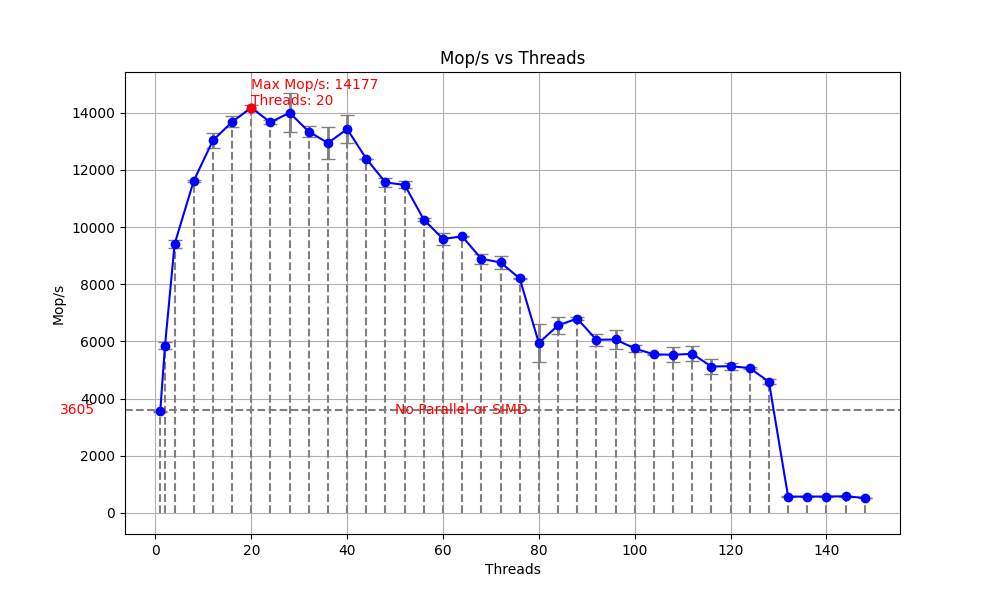 Mop/s vs Threads
Max Mop/s: 14177
Threads: 20
14000
12000
10000
8000
6000
4000
3605
No Parallel or SIMD
2000
0
Mop/s
0 20 40 60 80 100 120 140
Threads